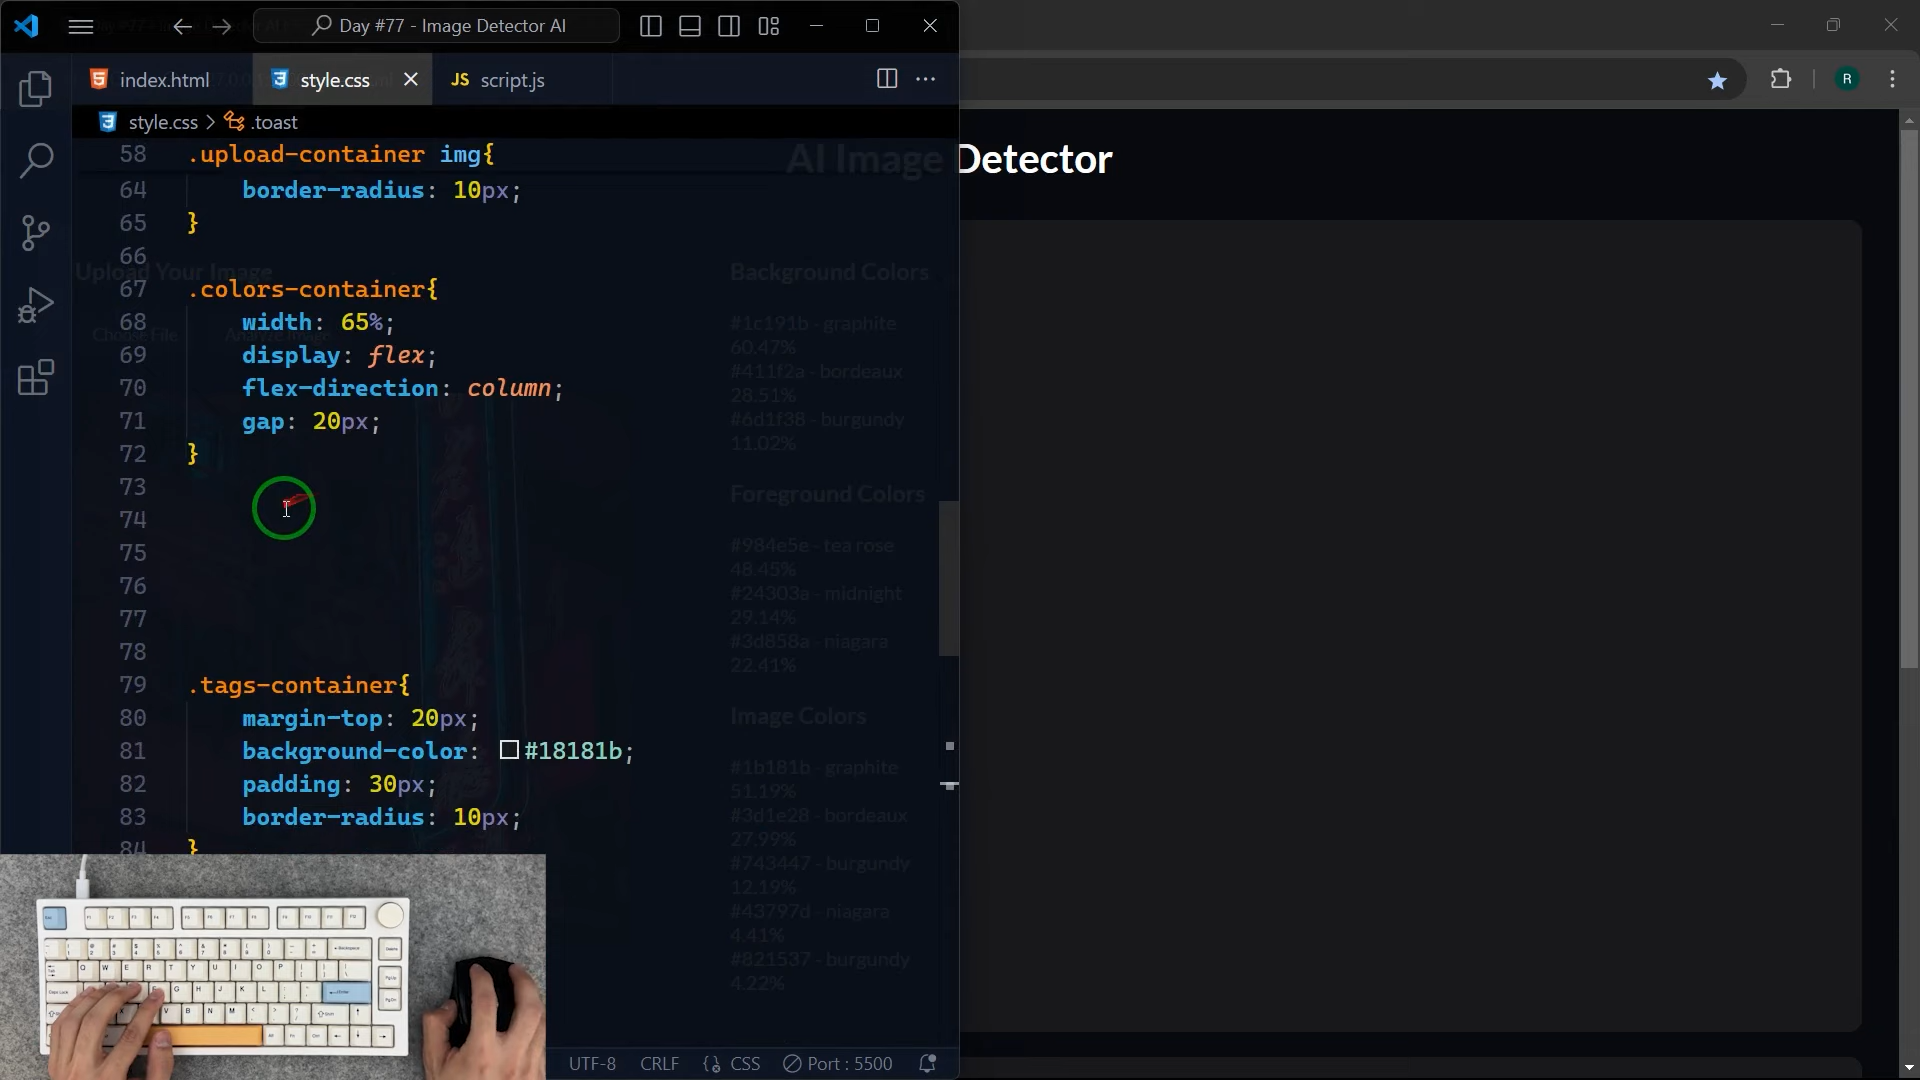 Day #77 - Image Detector AI
index.html
style.css
JS script.js
style.css > .toast
R
AI Image Detector
58 .upload-container img{
64 border-radius: 10px;
65 }
66
67 .colors-container{
68 width: 65%;
69 display: flex;
70 flex-direction: column;
71 gap: 20px;
72 }
73
74
75
76
77
78
79 .tags-container{
80 margin-top: 20px;
81 background-color: #18181b;
82 padding: 30px;
83 border-radius: 10px;
84 }
Upload Your Image
Choose File
Analyze Image
Background Colors
#1c191b - graphite
60.47%
#411f2a - bordeaux
28.51%
#6d1f38 - burgundy
11.02%
Foreground Colors
#984e5e - tea rose
48.45%
#24303a - midnight
29.14%
#3d858a - niagara
22.41%
Image Colors
#1b181b - graphite
51.19%
#3d1e28 - bordeaux
27.99%
#743447 - burgundy
12.19%
#43797d - niagara
4.41%
#821537 - burgundy
4.22%
UTF-8 CRLF CSS Port : 5500